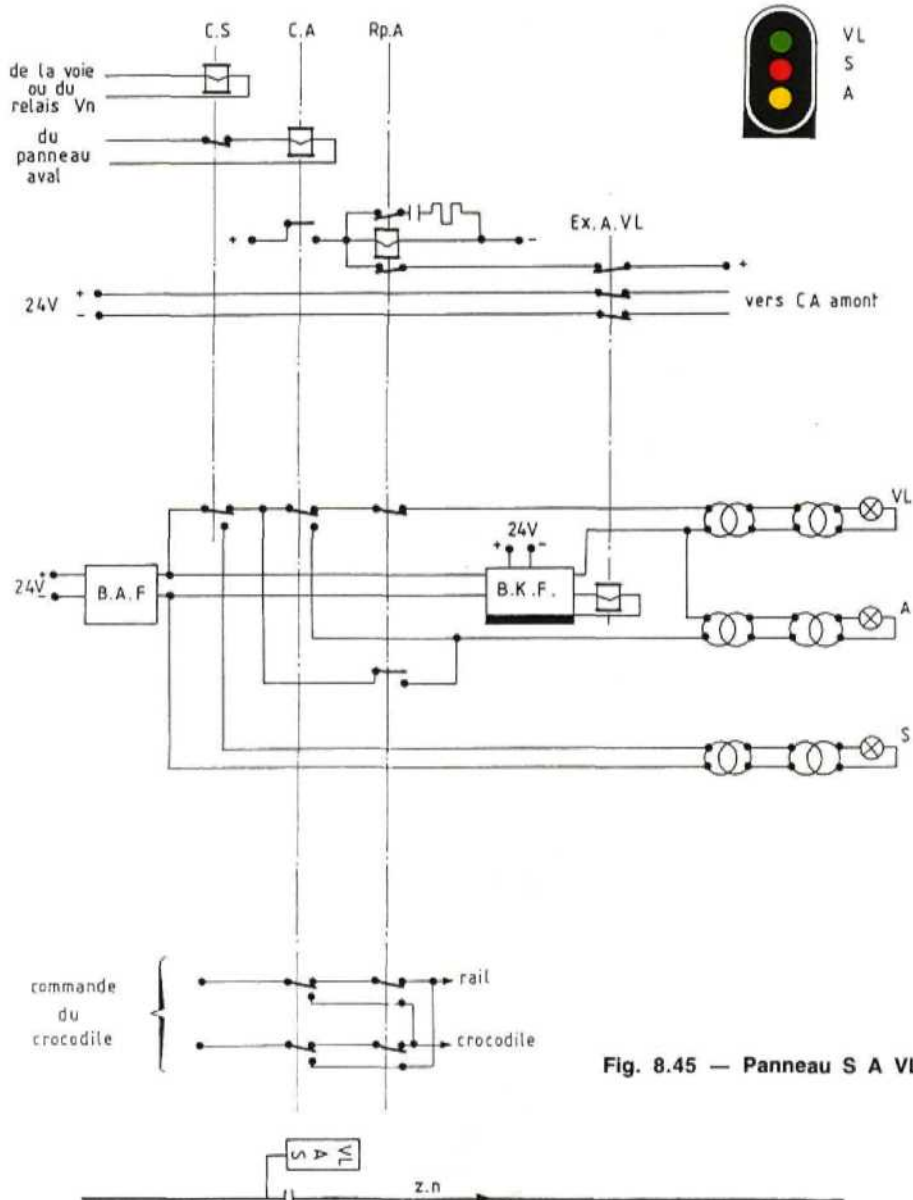 C.S C.A Rp.A
VL
S
A
de la voie
ou du
relais Vn
du
panneau
aval
Ex.A.VL
+ -
+
24V + -
vers CA amont
VL
24V
+ -
24V + -
B.A.F
B.K.F.
A
S
commande
du
crocodile
rail
crocodile
Fig. 8.45 — Panneau S A VL
VL A S
z.n